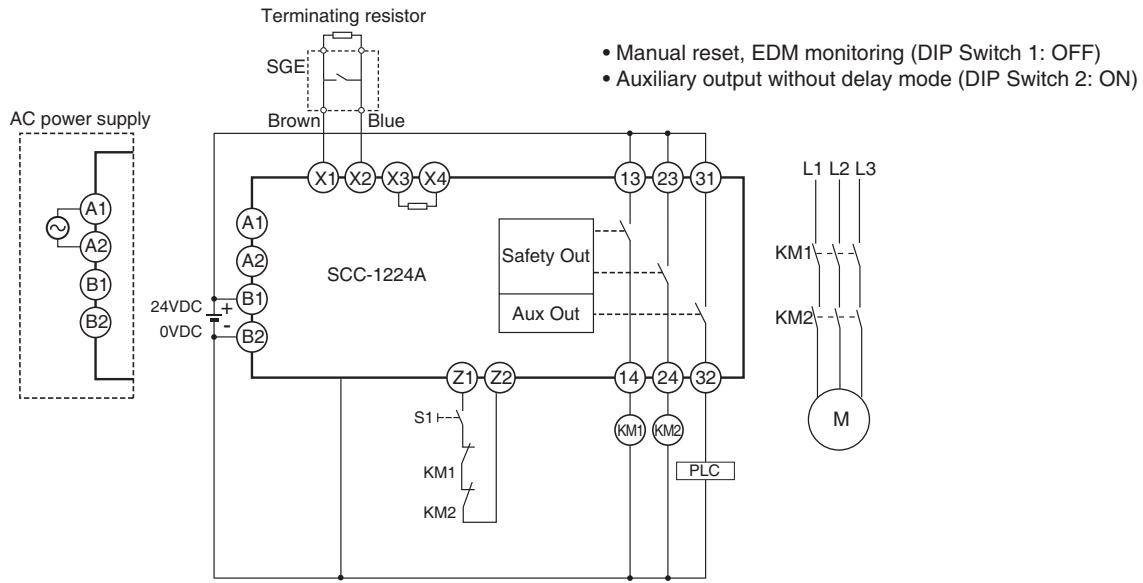 Terminating resistor
• Manual reset, EDM monitoring (DIP Switch 1: OFF)
• Auxiliary output without delay mode (DIP Switch 2: ON)
SGE
AC power supply
Brown
Blue
X1
X2
X3
X4
13
23
31
L1 L2 L3
A1
A2
B1
B2
A1
A2
B1
B2
SCC-1224A
Safety Out
Aux Out
KM1
KM2
24VDC
+
0VDC
-
Z1
Z2
14
24
32
S1
KM1
KM2
KM1
KM2
PLC
M